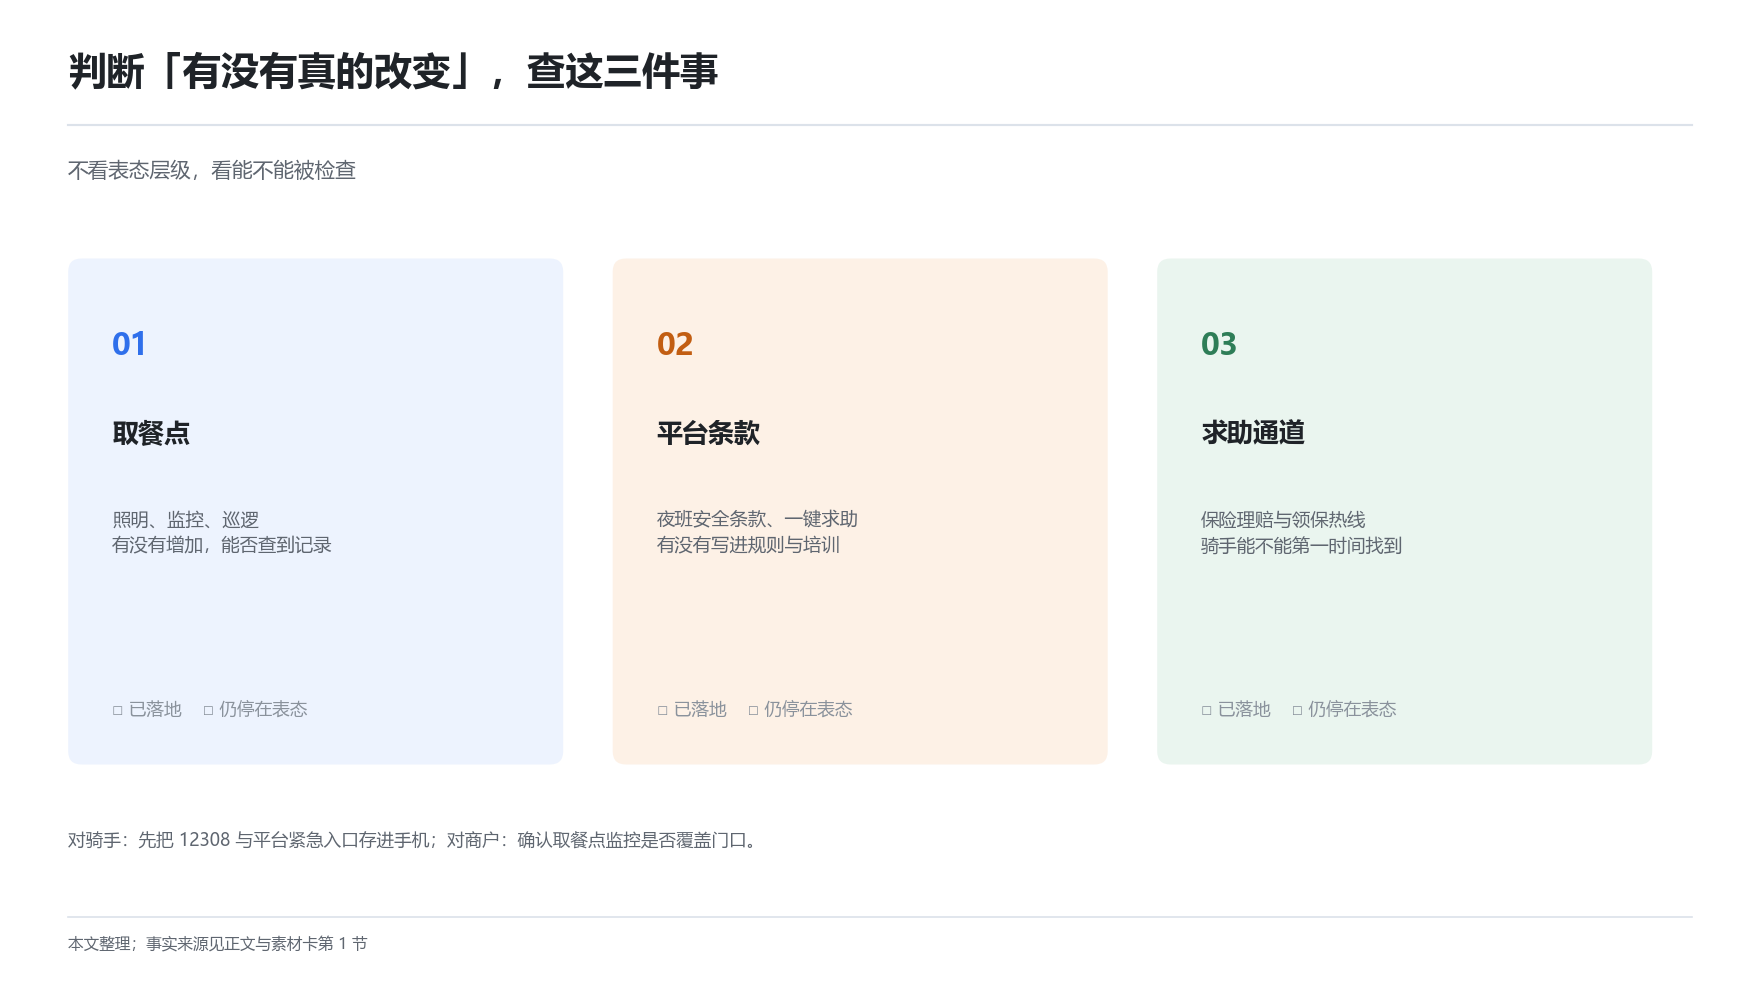 判断「有没有真的改变」，查这三件事
不看表态层级，看能不能被检查
01
取餐点
照明、监控、巡逻
有没有增加，能否查到记录
□ 已落地 □ 仍停在表态
02
平台条款
夜班安全条款、一键求助
有没有写进规则与培训
□ 已落地 □ 仍停在表态
03
求助通道
保险理赔与领保热线
骑手能不能第一时间找到
□ 已落地 □ 仍停在表态
对骑手：先把 12308 与平台紧急入口存进手机；对商户：确认取餐点监控是否覆盖门口。
本文整理；事实来源见正文与素材卡第 1 节